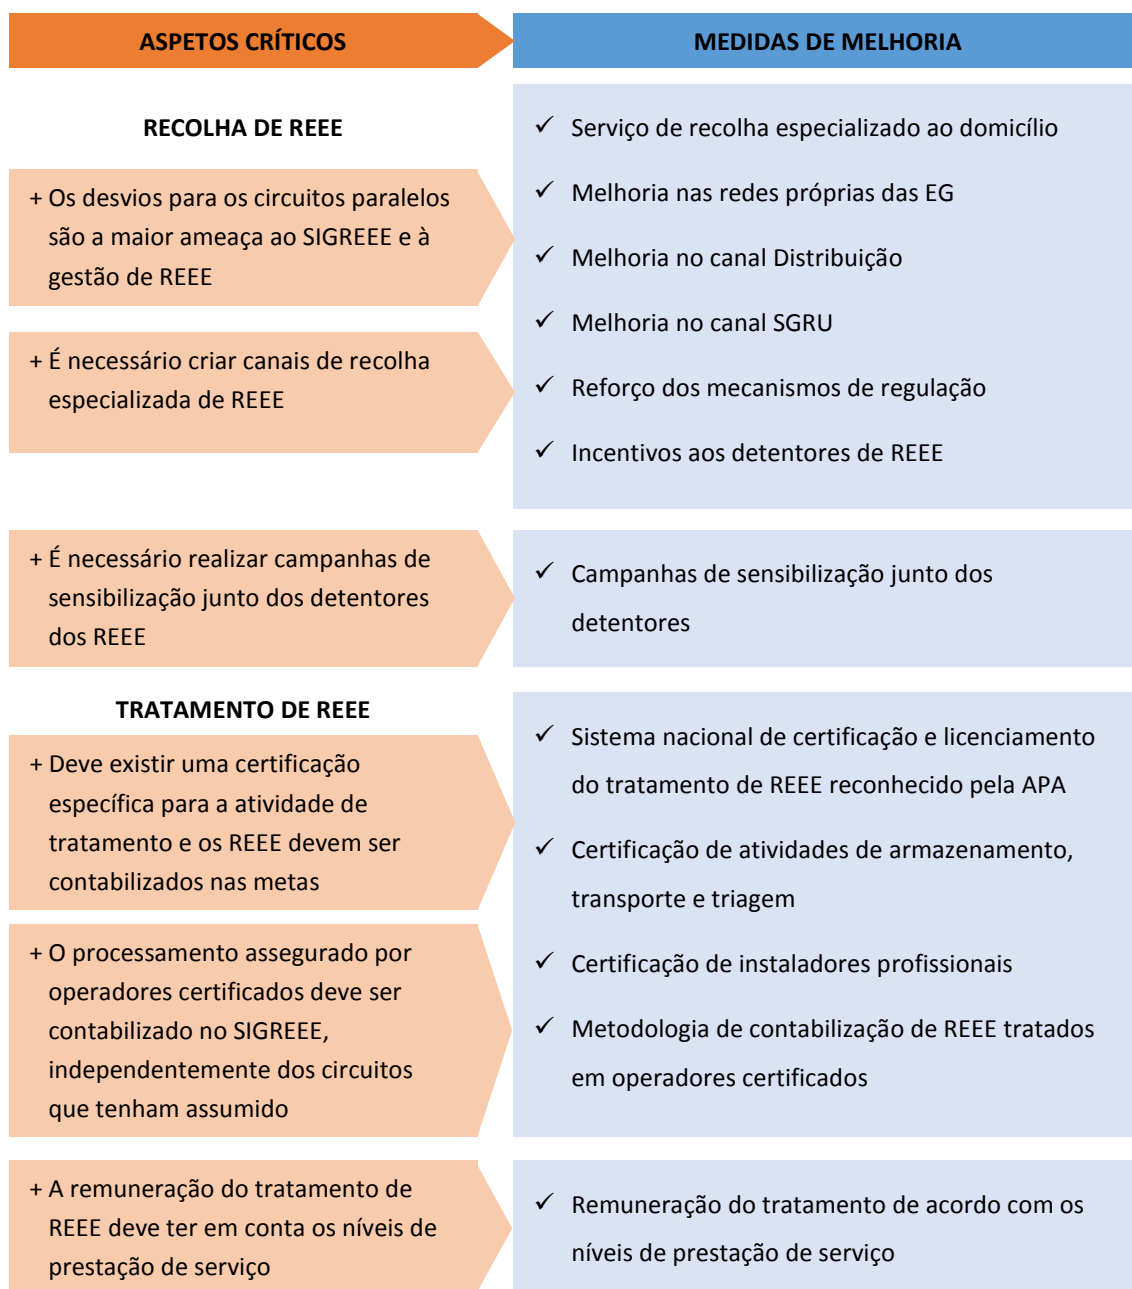 ASPETOS CRÍTICOS
MEDIDAS DE MELHORIA
RECOLHA DE REEE
+ Os desvios para os circuitos paralelos
são a maior ameaça ao SIGREEE e à
gestão de REEE
+ É necessário criar canais de recolha
especializada de REEE
✓ Serviço de recolha especializado ao domicílio
✓ Melhoria nas redes próprias das EG
✓ Melhoria no canal Distribuição
✓ Melhoria no canal SGRU
✓ Reforço dos mecanismos de regulação
✓ Incentivos aos detentores de REEE
+ É necessário realizar campanhas de
sensibilização junto dos detentores
dos REEE
✓ Campanhas de sensibilização junto dos
detentores
TRATAMENTO DE REEE
+ Deve existir uma certificação
específica para a atividade de
tratamento e os REEE devem ser
contabilizados nas metas
+ O processamento assegurado por
operadores certificados deve ser
contabilizado no SIGREEE,
independentemente dos circuitos
que tenham assumido
✓ Sistema nacional de certificação e licenciamento
do tratamento de REEE reconhecido pela APA
✓ Certificação de atividades de armazenamento,
transporte e triagem
✓ Certificação de instaladores profissionais
✓ Metodologia de contabilização de REEE tratados
em operadores certificados
+ A remuneração do tratamento de
REEE deve ter em conta os níveis de
prestação de serviço
✓ Remuneração do tratamento de acordo com os
níveis de prestação de serviço